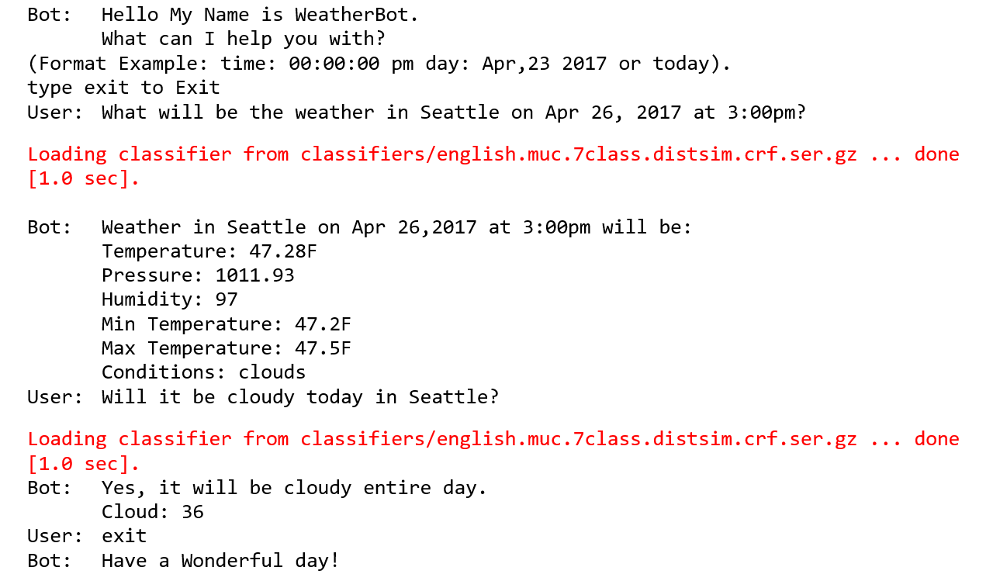 Bot: Hello My Name is WeatherBot.
What can I help you with?
(Format Example: time: 00:00:00 pm day: Apr,23 2017 or today).
type exit to Exit
User: What will be the weather in Seattle on Apr 26, 2017 at 3:00pm?
Loading classifier from classifiers/english.muc.7class.distsim.crf.ser.gz ... done
[1.0 sec].
Bot: Weather in Seattle on Apr 26,2017 at 3:00pm will be:
Temperature: 47.28F
Pressure: 1011.93
Humidity: 97
Min Temperature: 47.2F
Max Temperature: 47.5F
Conditions: clouds
User: Will it be cloudy today in Seattle?
Loading classifier from classifiers/english.muc.7class.distsim.crf.ser.gz ... done
[1.0 sec].
Bot: Yes, it will be cloudy entire day.
Cloud: 36
User: exit
Bot: Have a Wonderful day!